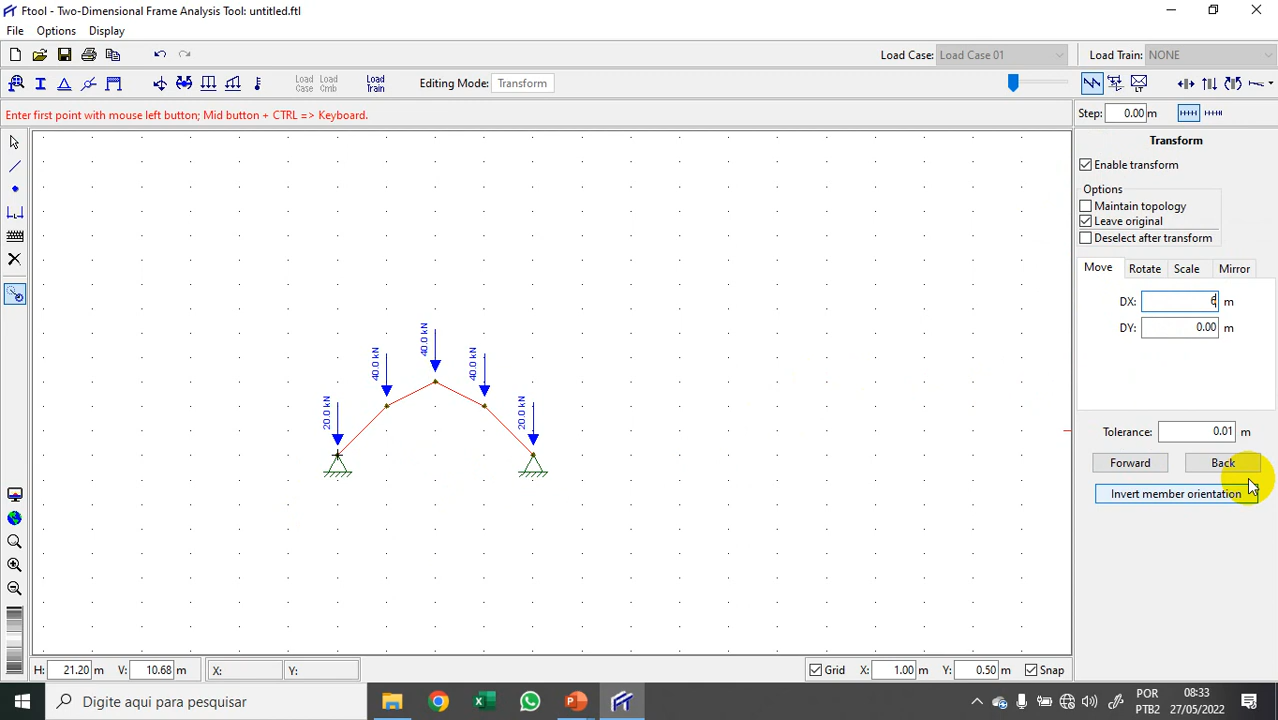 Ftool - Two-Dimensional Frame Analysis Tool: untitled.ftl
File Options Display
Load Case: Load Case 01 Load Train: NONE
Load Case Load Cmb Load Train Editing Mode: Transform LT
Enter first point with mouse left button; Mid button + CTRL => Keyboard. Step: 0.00 m
Transform
Enable transform
Options
Maintain topology
Leave original
Deselect after transform
Move Rotate Scale Mirror
DX: 6 m
DY: 0.00 m
40.0 kN
40.0 kN 40.0 kN
20.0 kN 20.0 kN
Tolerance: 0.01 m
Forward Back
Invert member orientation
H: 21.20 m V: 10.68 m X: Y: Grid X: 1.00 m Y: 0.50 m Snap
Digite aqui para pesquisar
POR 08:33
PTB2 27/05/2022